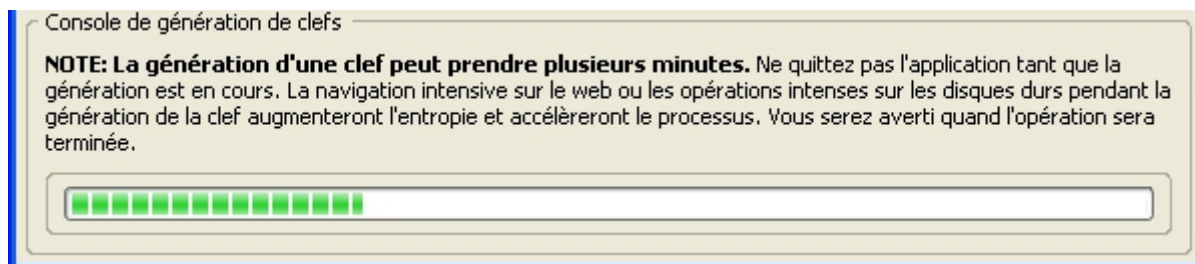 Console de génération de clefs
NOTE: La génération d'une clef peut prendre plusieurs minutes. Ne quittez pas l'application tant que la
génération est en cours. La navigation intensive sur le web ou les opérations intenses sur les disques durs pendant la
génération de la clef augmenteront l'entropie et accélèreront le processus. Vous serez averti quand l'opération sera
terminée.